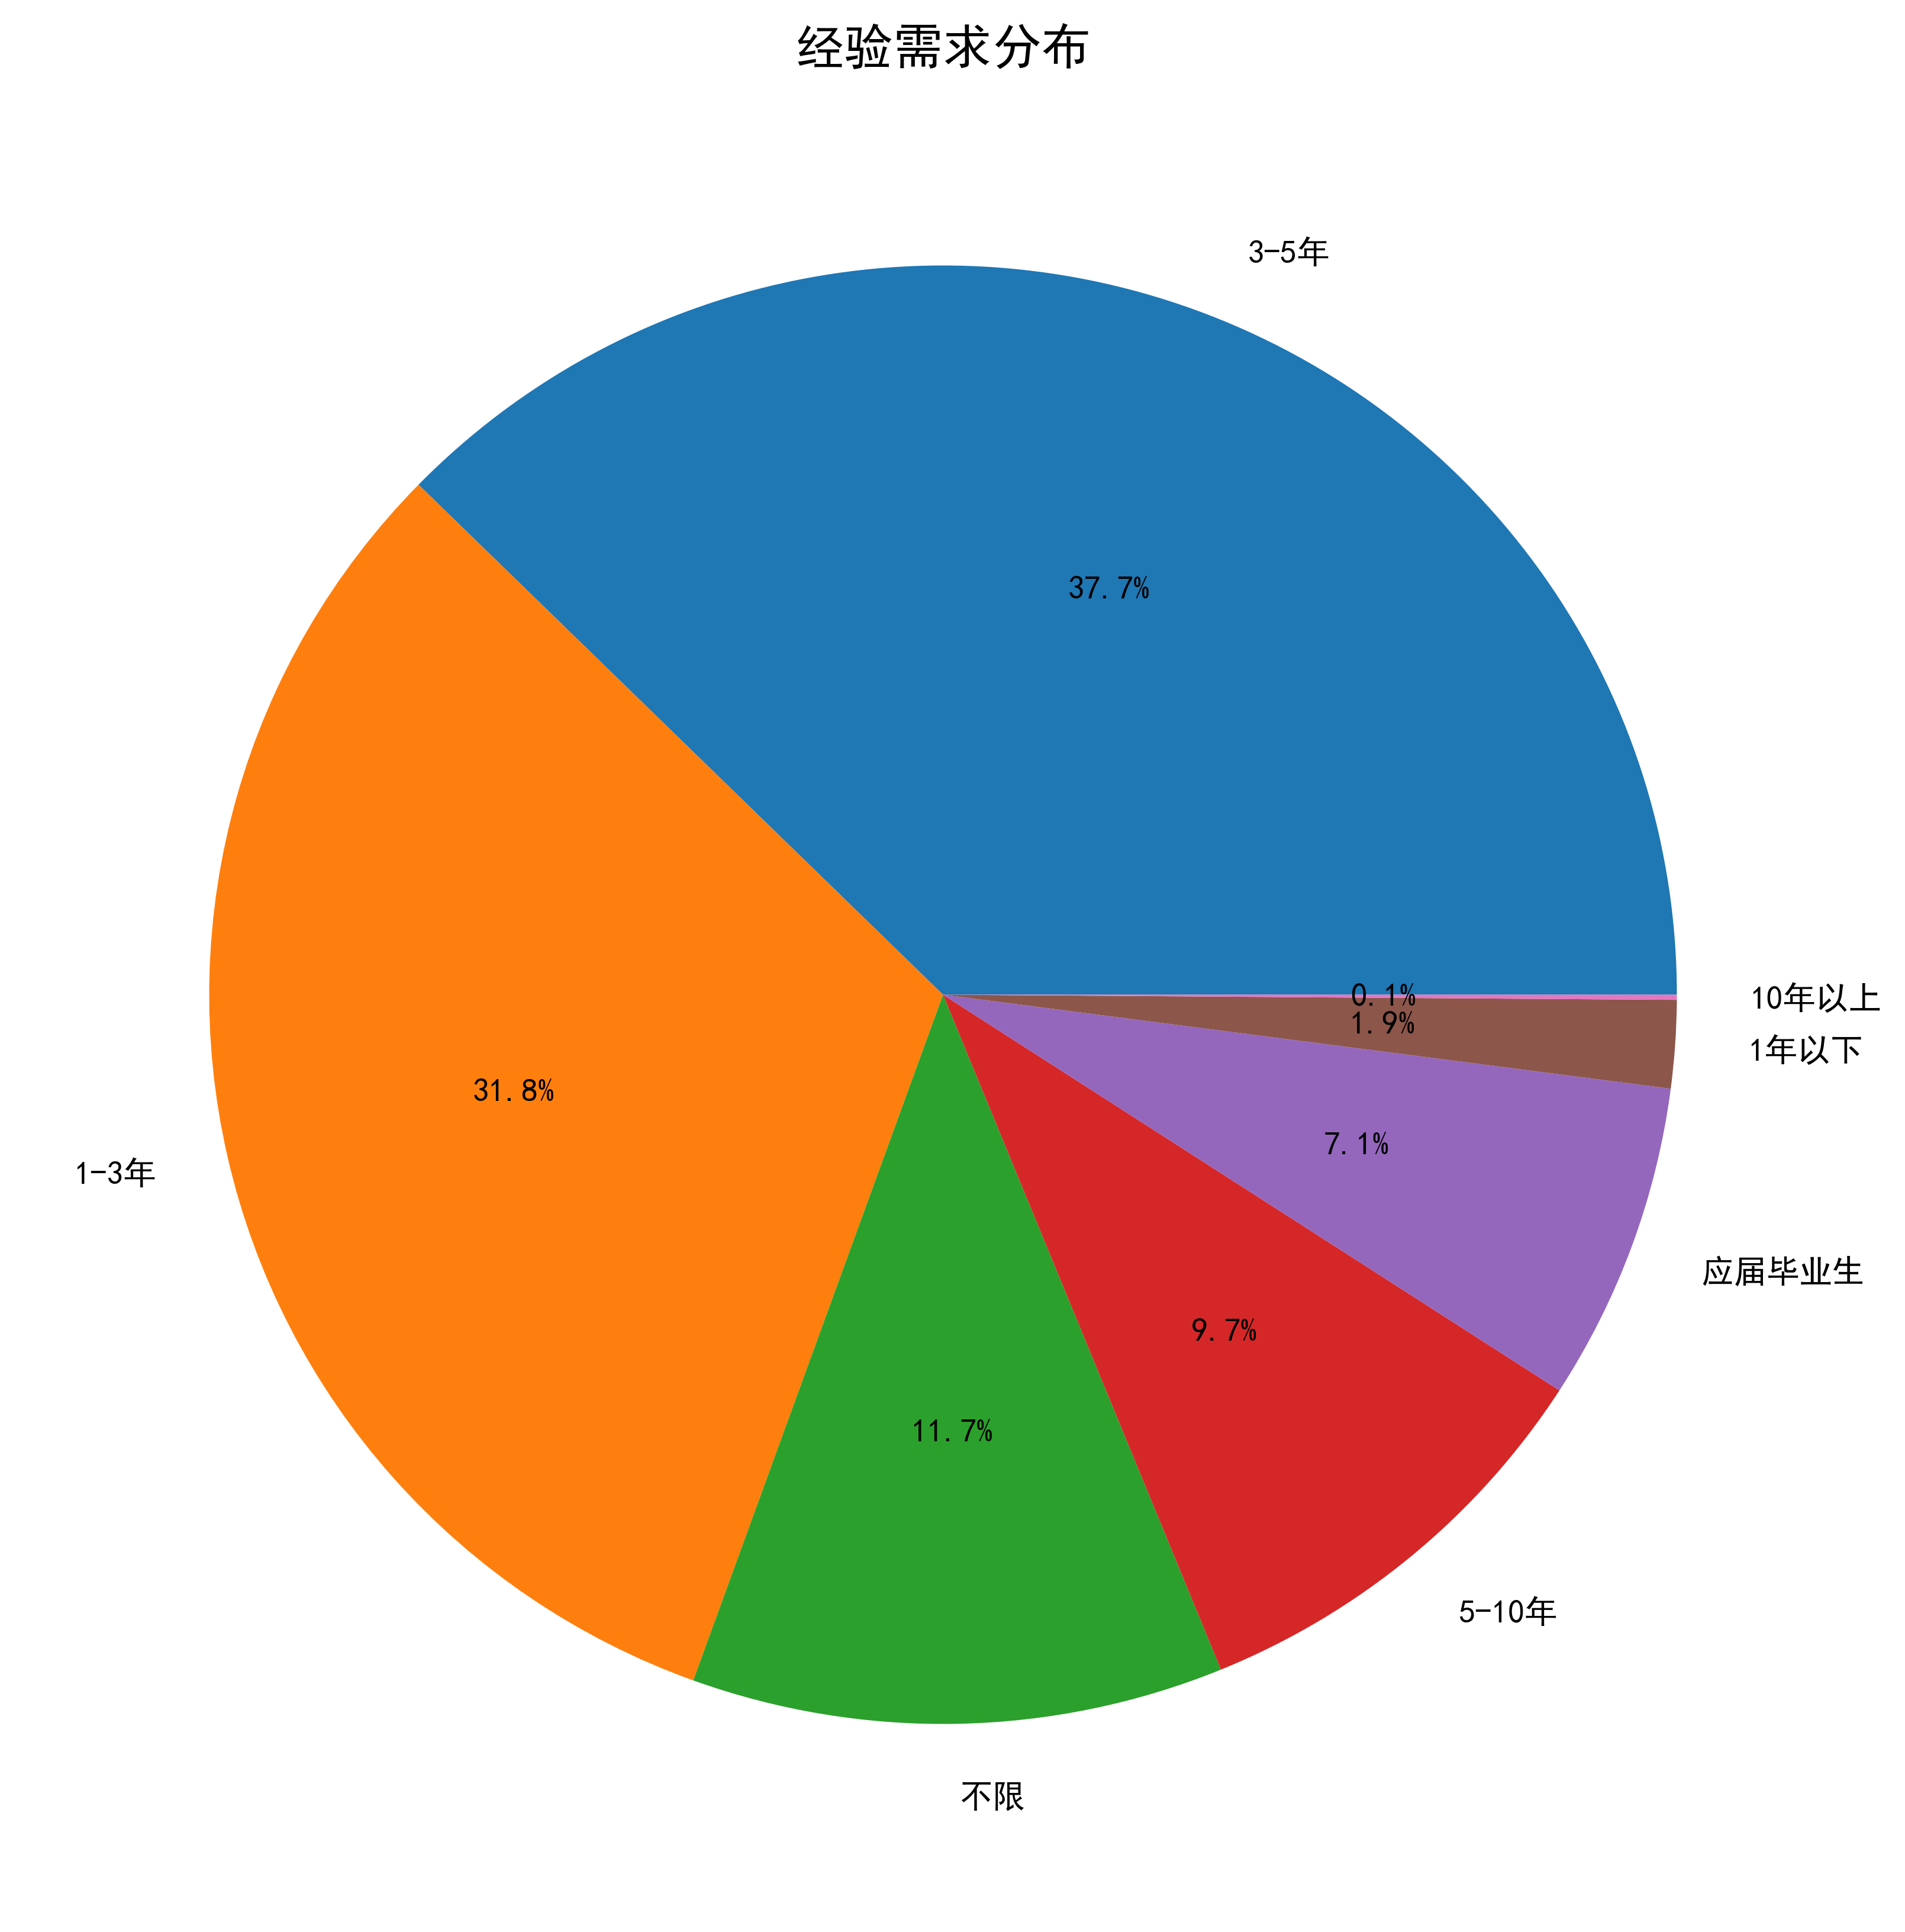 经验需求分布
3-5年
37.7%
10年以上
0.1%
1.9%
1年以下
31.8%
7.1%
1-3年
应届毕业生
9.7%
11.7%
5-10年
不限